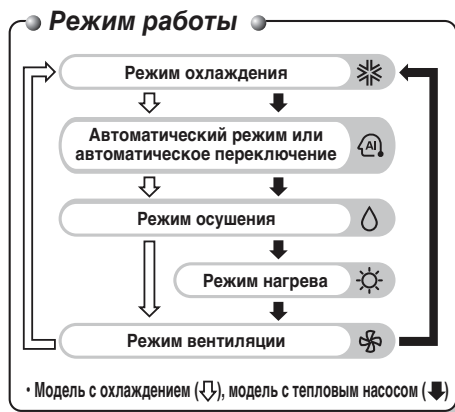 Режим работы
Режим охлаждения
Автоматический режим или
автоматическое переключение
AI
Режим осушения
Режим нагрева
Режим вентиляции
· Модель с охлаждением (⇩), модель с тепловым насосом (🡇)